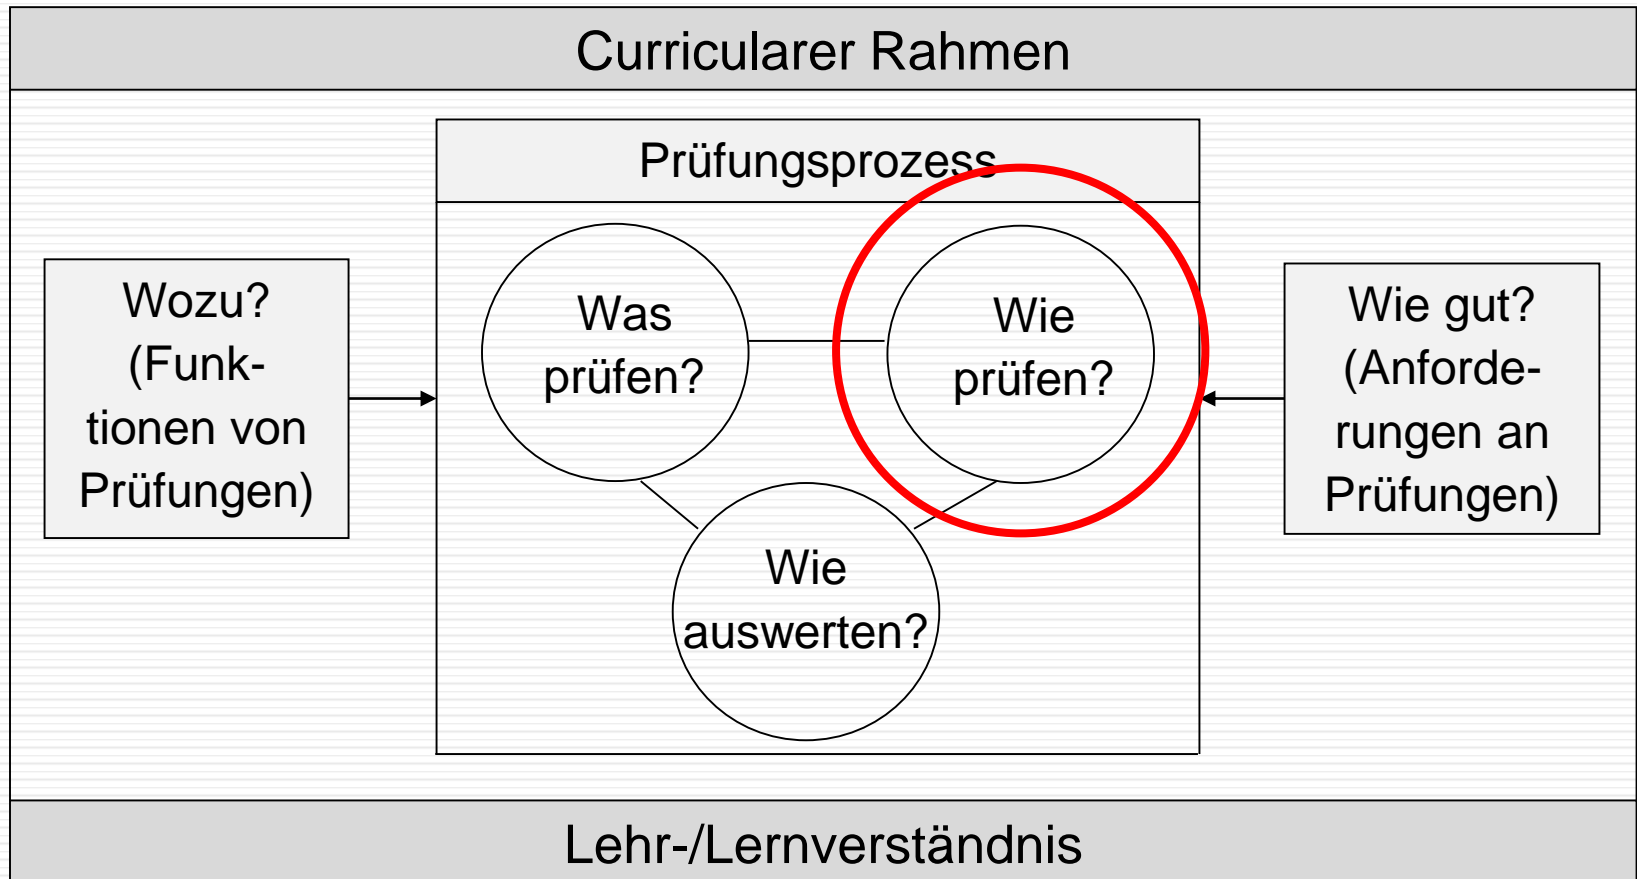 Curricularer Rahmen
Prüfungsprozess
Wozu?
(Funk-
tionen von
Prüfungen)
Was
prüfen?
Wie
prüfen?
Wie
auswerten?
Wie gut?
(Anforde-
rungen an
Prüfungen)
Lehr-/Lernverständnis